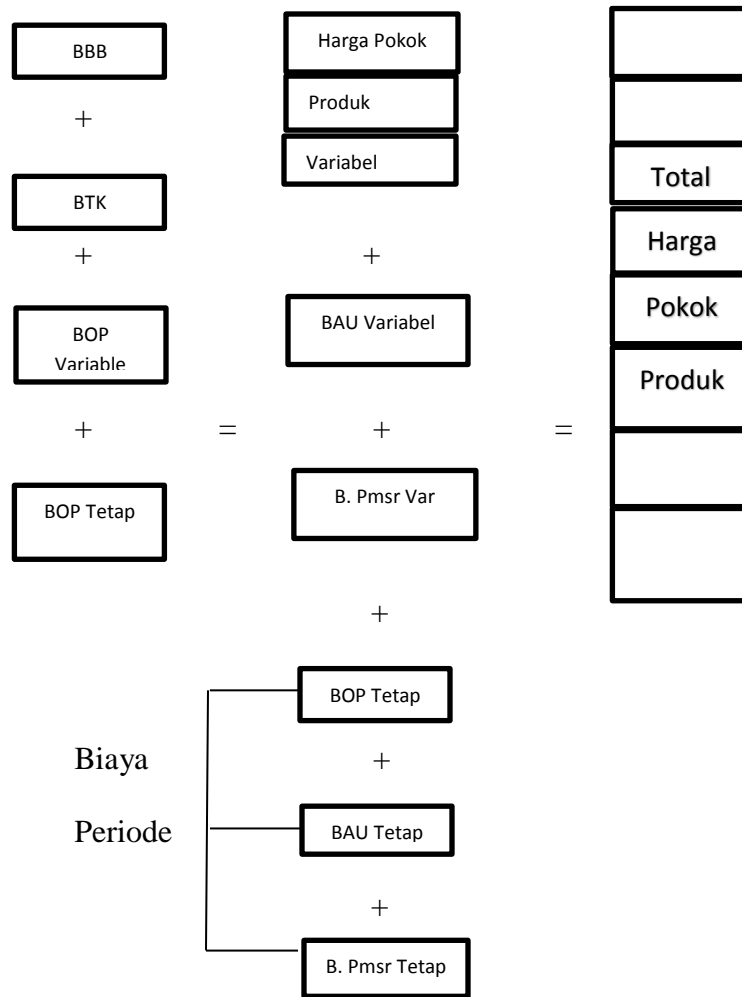 BBB
+
BTK
+
BOP
Variable
+
BOP Tetap
=
Harga Pokok
Produk
Variabel
+
BAU Variabel
+
B. Pmsr Var
+
BOP Tetap
+
BAU Tetap
+
B. Pmsr Tetap
Biaya
Periode
=
Total
Harga
Pokok
Produk